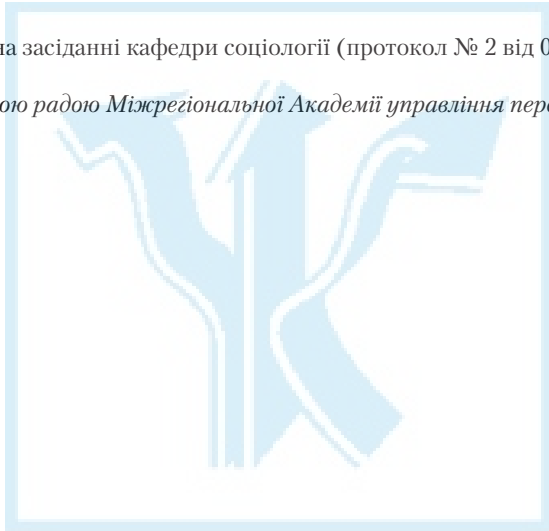 на засіданні кафедри соціології (протокол № 2 від 0
ою радою Міжрегіональної Академії управління перс